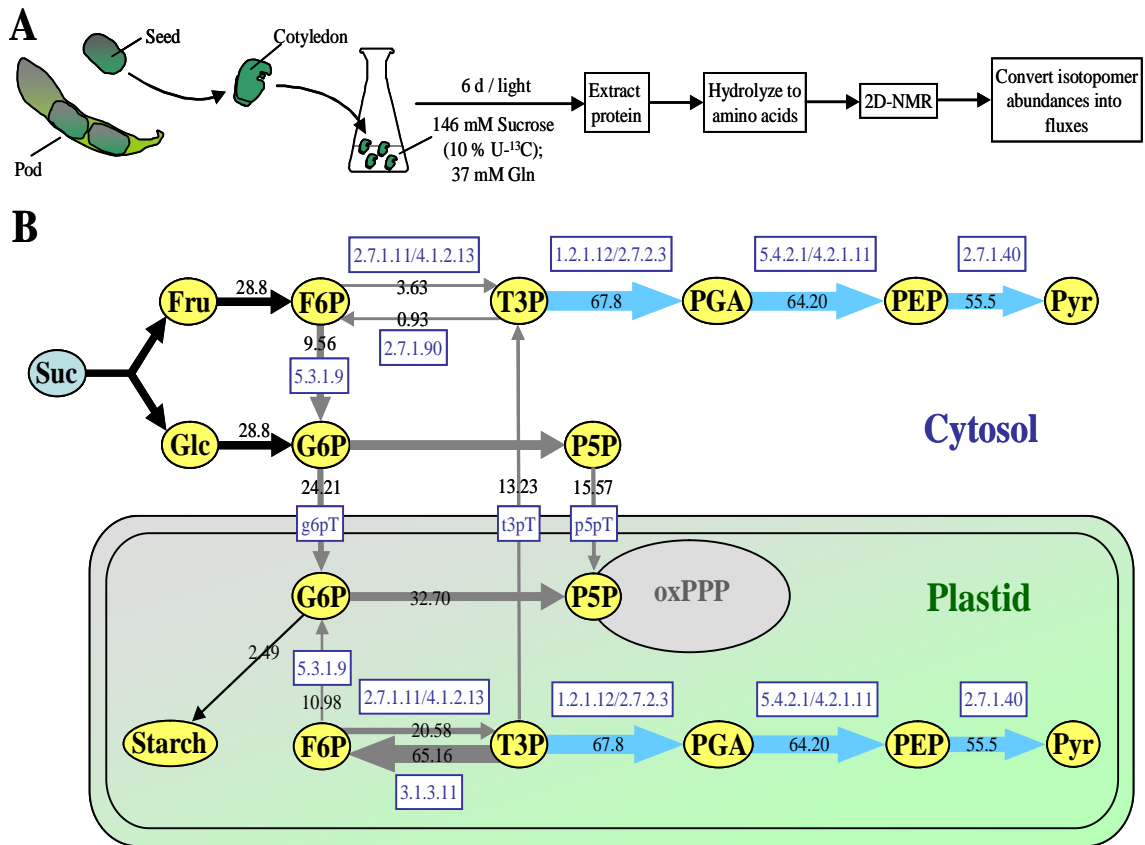 A
Seed
Cotyledon
Pod
6 d / light
146 mM Sucrose
(10 % U-¹³C);
37 mM Gln
Extract
protein
Hydrolyze to
amino acids
2D-NMR
Convert isotopomer
abundances into
fluxes
B
2.7.1.11/4.1.2.13
1.2.1.12/2.7.2.3
5.4.2.1/4.2.1.11
2.7.1.40
Fru
28.8
F6P
3.63
0.93
T3P
67.8
PGA
64.20
PEP
55.5
Pyr
2.7.1.90
9.56
5.3.1.9
Suc
Glc
28.8
G6P
P5P
Cytosol
24.21
13.23
15.57
g6pT
t3pT
p5pT
G6P
32.70
P5P
oxPPP
Plastid
2.49
5.3.1.9
10.98
2.7.1.11/4.1.2.13
1.2.1.12/2.7.2.3
5.4.2.1/4.2.1.11
2.7.1.40
Starch
F6P
20.58
65.16
T3P
67.8
PGA
64.20
PEP
55.5
Pyr
3.1.3.11